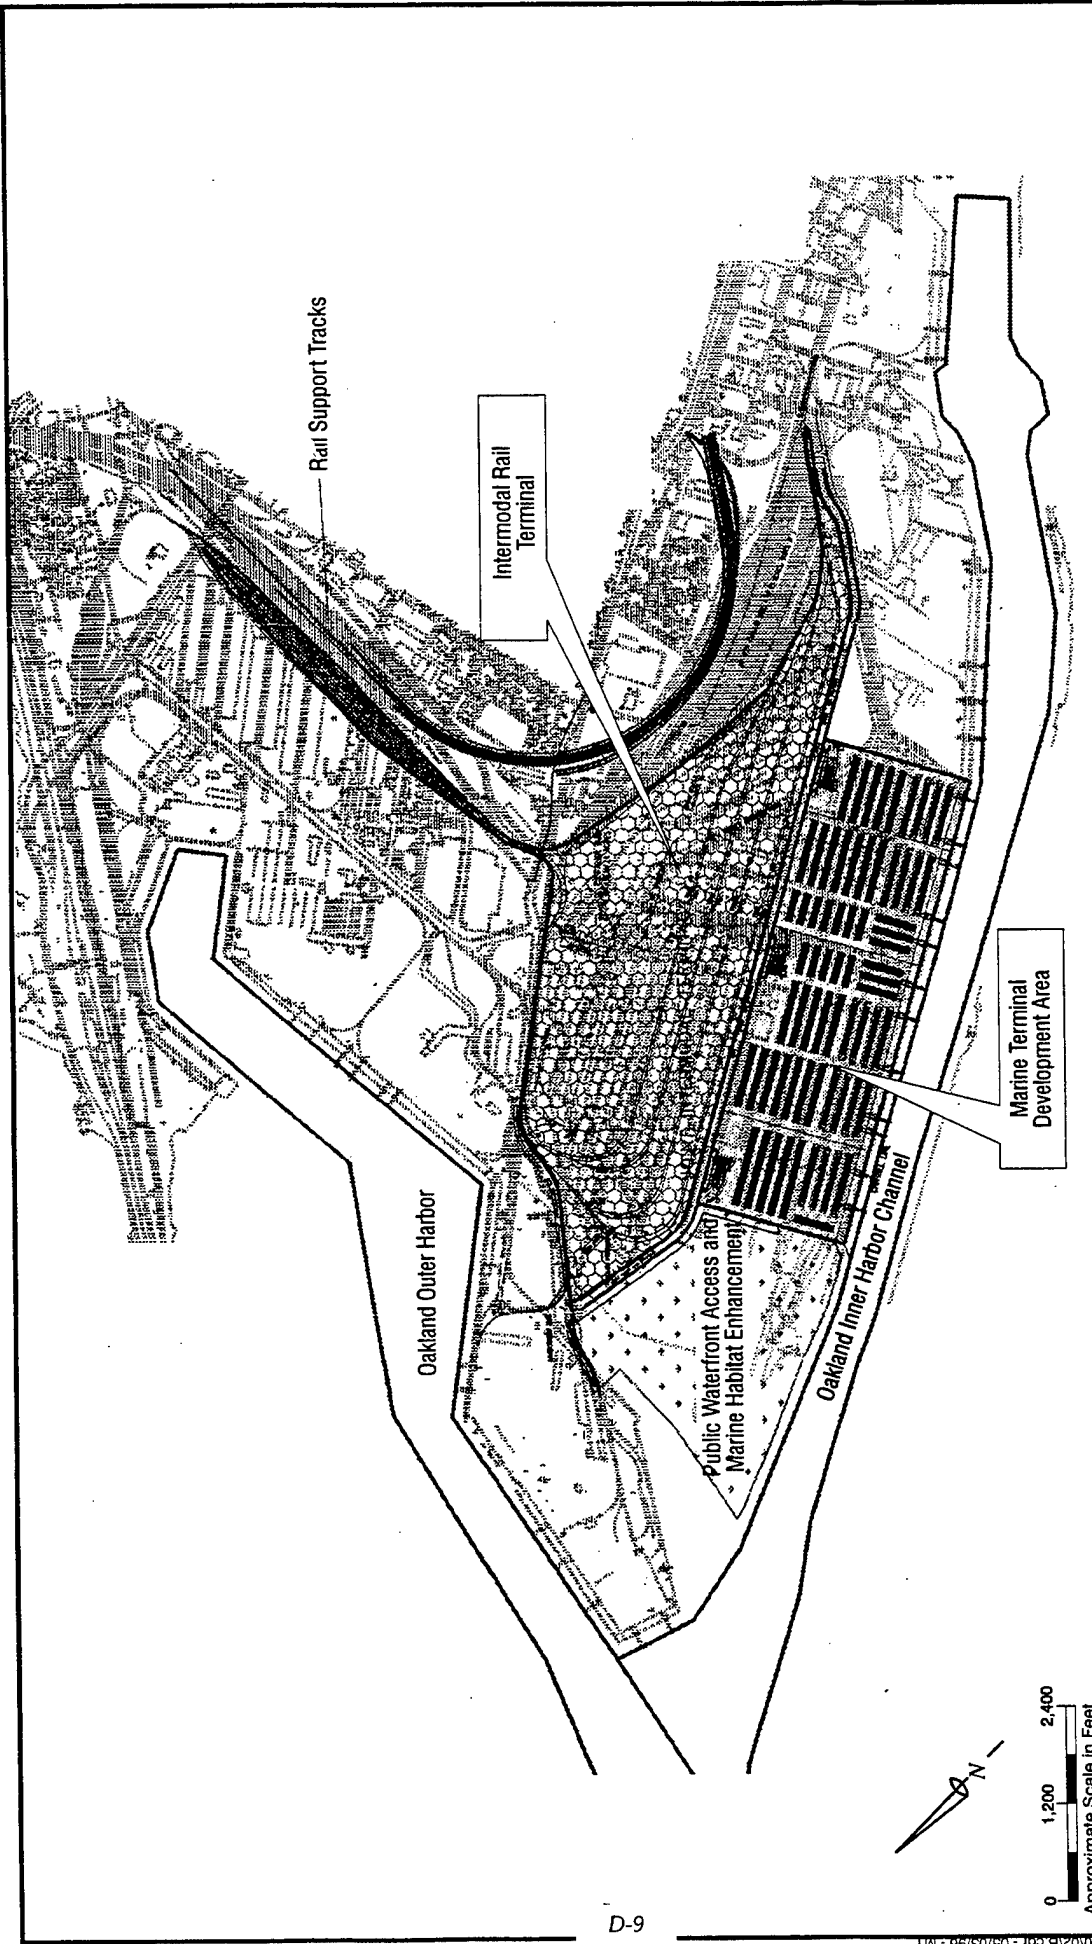 Rail Support Tracks
Intermodal Rail
Terminal
Oakland Outer Harbor
Public Waterfront Access and
Marine Habitat Enhancement
Marine Terminal
Development Area
Oakland Inner Harbor Channel
N
0 1,200 2,400
Approximate Scale in Feet
D-9